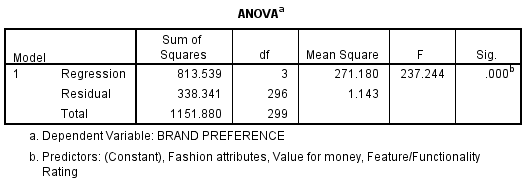 ANOVAa
Model Sum of Squares df Mean Square F Sig.
1 Regression 813.539 3 271.180 237.244 .000b
Residual 338.341 296 1.143
Total 1151.880 299
a. Dependent Variable: BRAND PREFERENCE
b. Predictors: (Constant), Fashion attributes, Value for money, Feature/Functionality
Rating